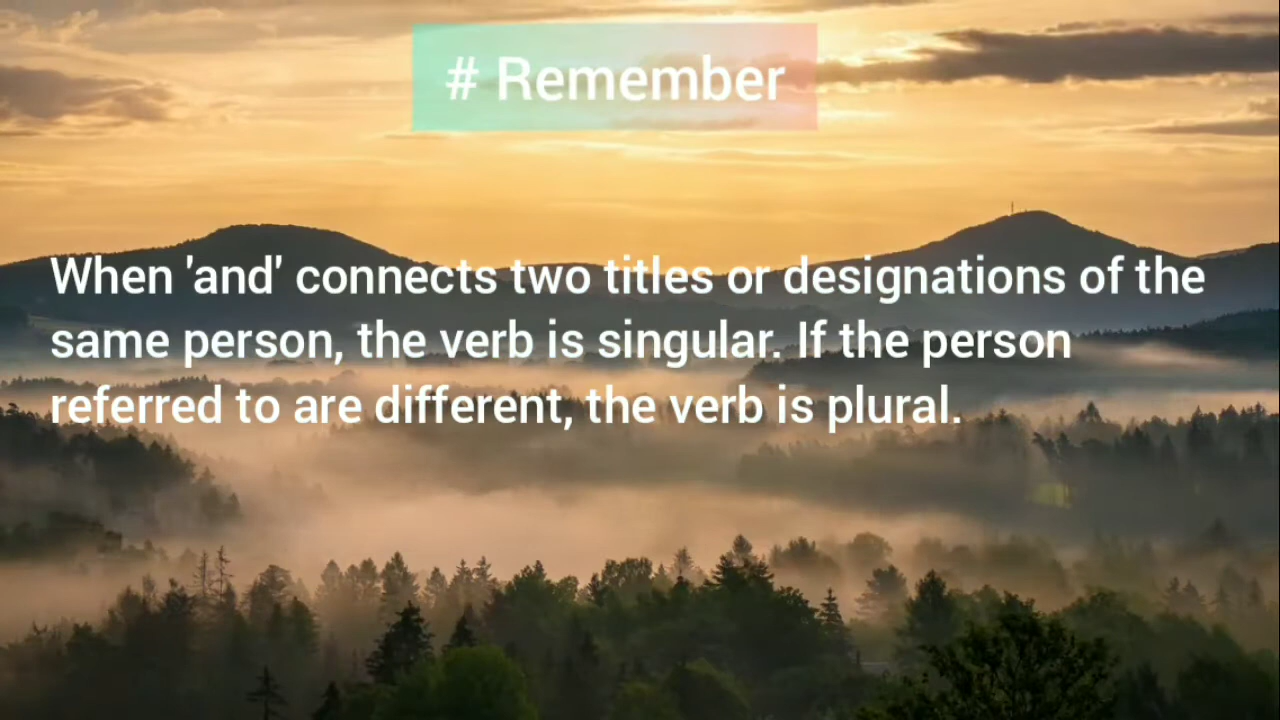 # Remember
When 'and' connects two titles or designations of the
same person, the verb is singular. If the person
referred to are different, the verb is plural.